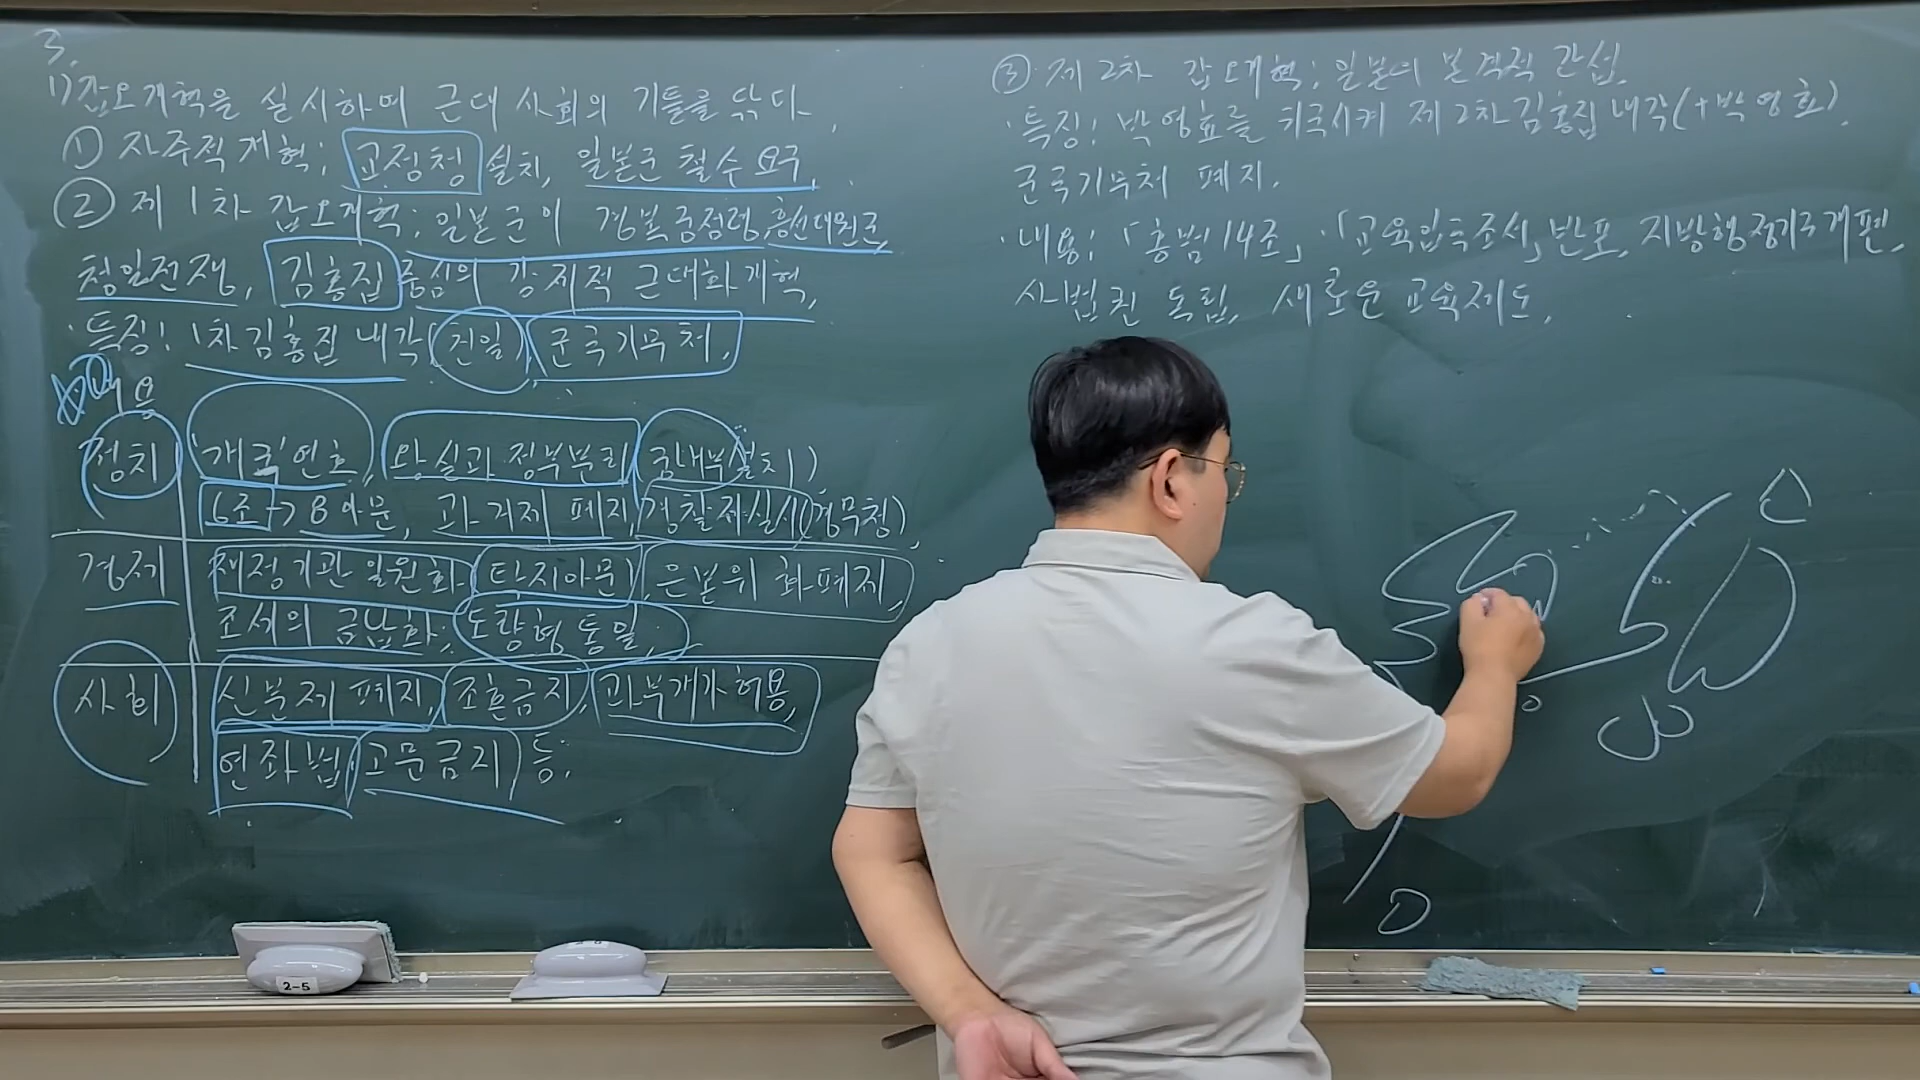 3.
1) 갑오개혁을 실시하며 근대 사회의 기틀을 닦다.
① 자주적 개혁; 교정청 설치, 일본군 철수 요구.
② 제 1차 갑오개혁; 일본군이 경복궁점령, 흥선대원군,
청일전쟁, 김홍집 중심의 강제적 근대화개혁,
·특징! 1차김홍집 내각(친일), 군국기무처.
내용
정치 '개국'연호, 왕실과 정부분리(궁내부설치)
6조→8아문, 과거제 폐지, 경찰제실시(경무청),
경제 재정기관 일원화(탁지아문), 은본위 화폐제,
조세의 금납화, 도량형 통일,
사회 신분제 폐지, 조혼금지, 과부개가 허용,
연좌법, 고문금지 등.
③ 제 2차 갑오개혁; 일본의 본격적 간섭.
·특징! 박영효를 귀국시켜 제 2차김홍집내각(+박영효).
군국기무처 폐지.
·내용; 「홍범14조」·「교육입국조서」반포, 지방행정기구개편,
사법권 독립, 새로운 교육제도.
2-5